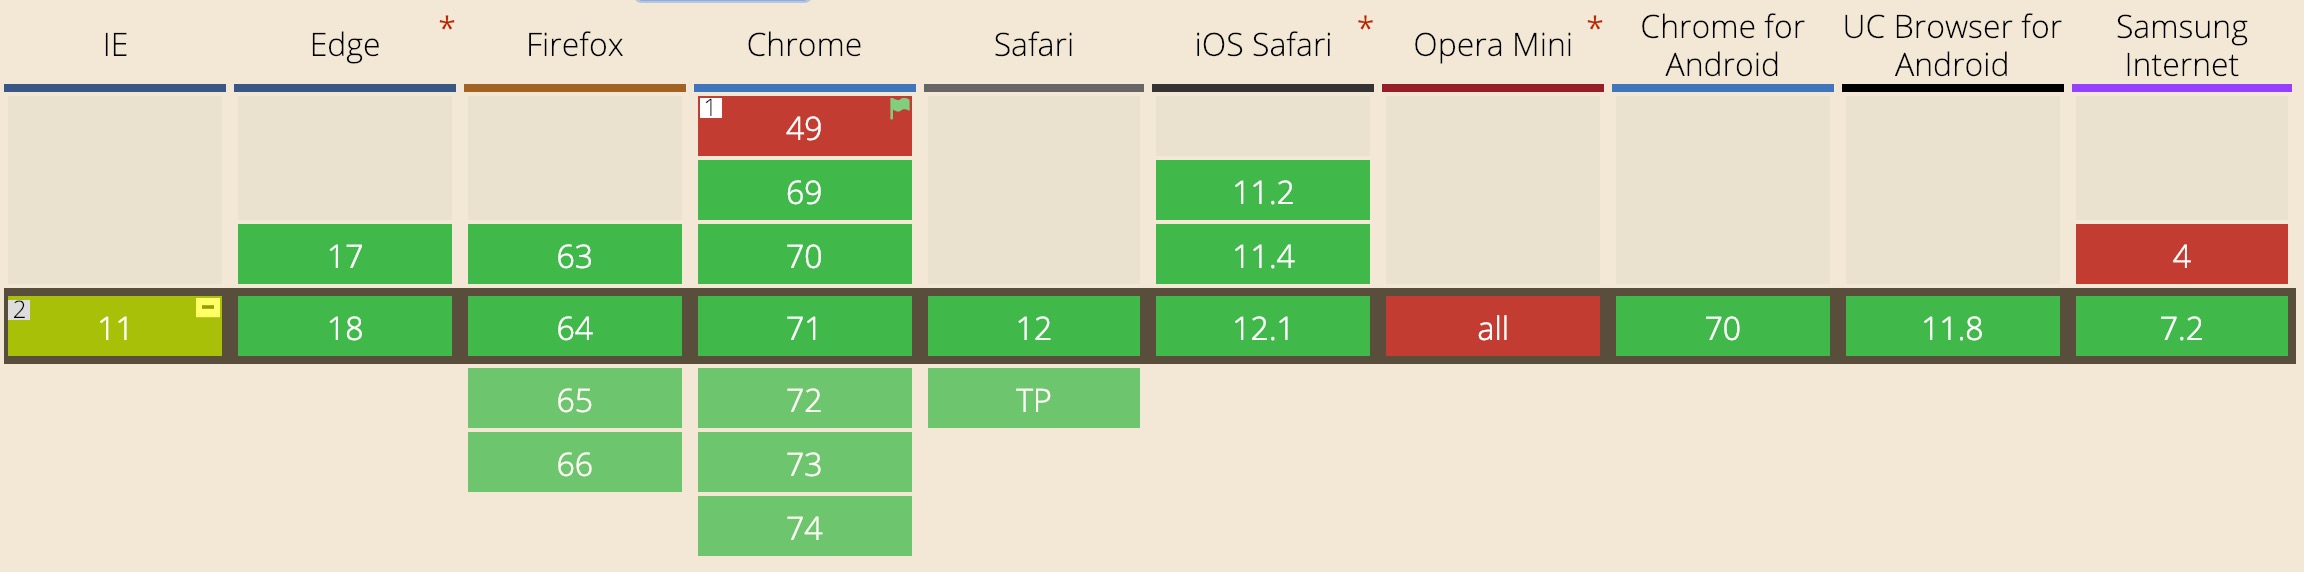 IE Edge * Firefox Chrome Safari iOS Safari * Opera Mini * Chrome for Android UC Browser for Android Samsung Internet
1 49
69 11.2
17 63 70 11.4 4
2 11 - 18 64 71 12 12.1 all 70 11.8 7.2
65 72 TP
66 73
74